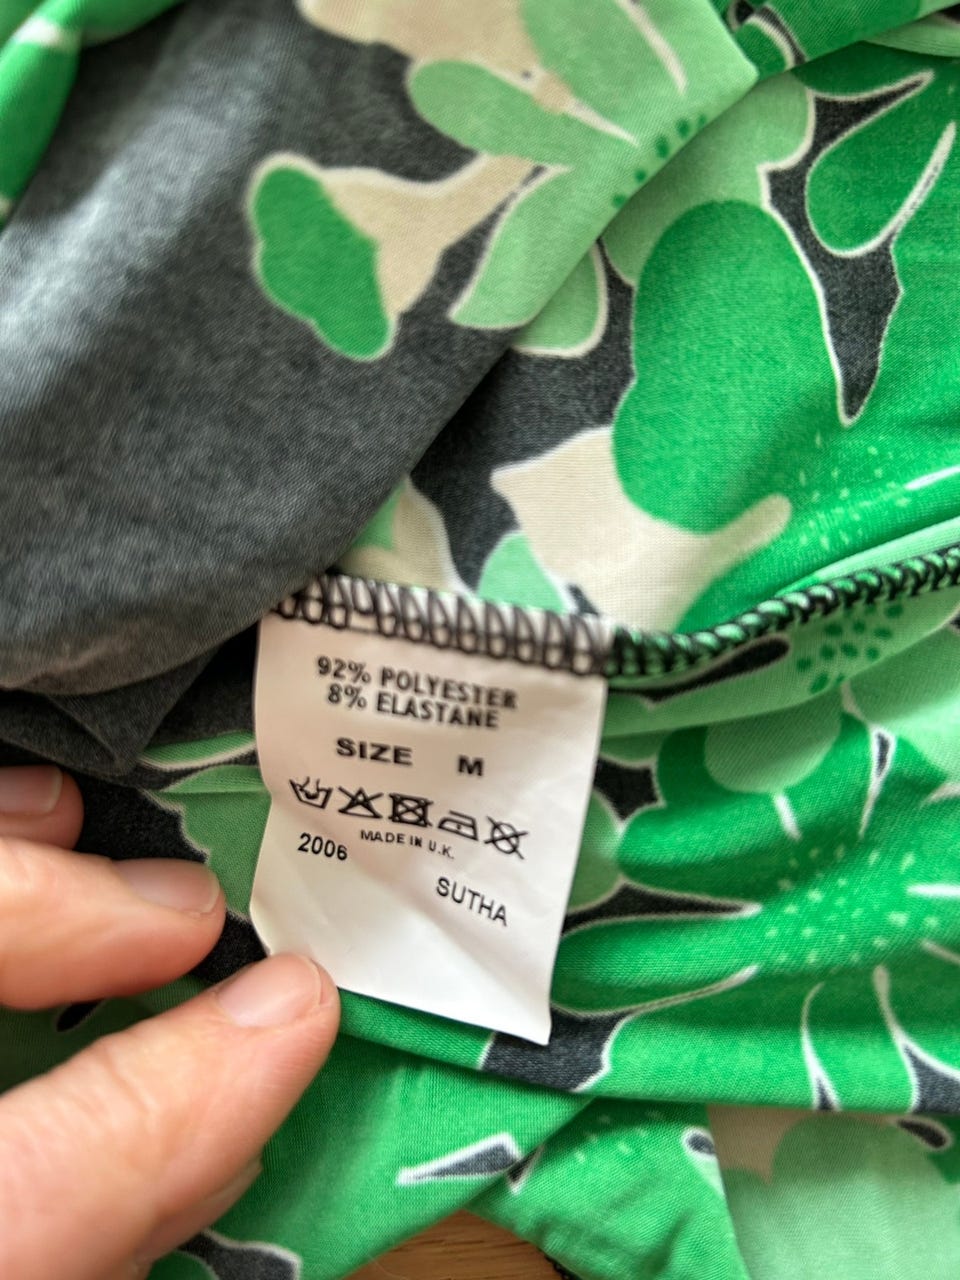 92% POLYESTER
8% ELASTANE
SIZE M
MADE IN U.K.
2006
SUTHA